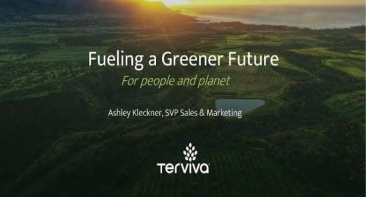 Fueling a Greener Future
For people and planet
Ashley Kleckner, SVP Sales & Marketing
Terviva